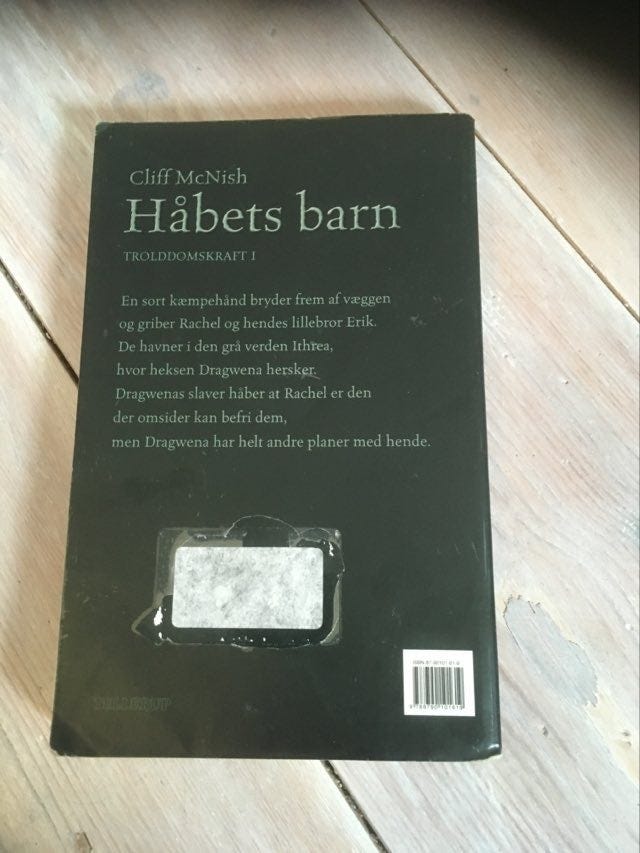 Cliff McNish
Håbets barn
TROLDDOMSKRAFT I
En sort kæmpehånd bryder frem af væggen
og griber Rachel og hendes lillebror Erik.
De havner i den grå verden Ithrea,
hvor heksen Dragwena hersker.
Dragwenas slaver håber at Rachel er den
der omsider kan befri dem,
men Dragwena har helt andre planer med hende.
TELLERUP